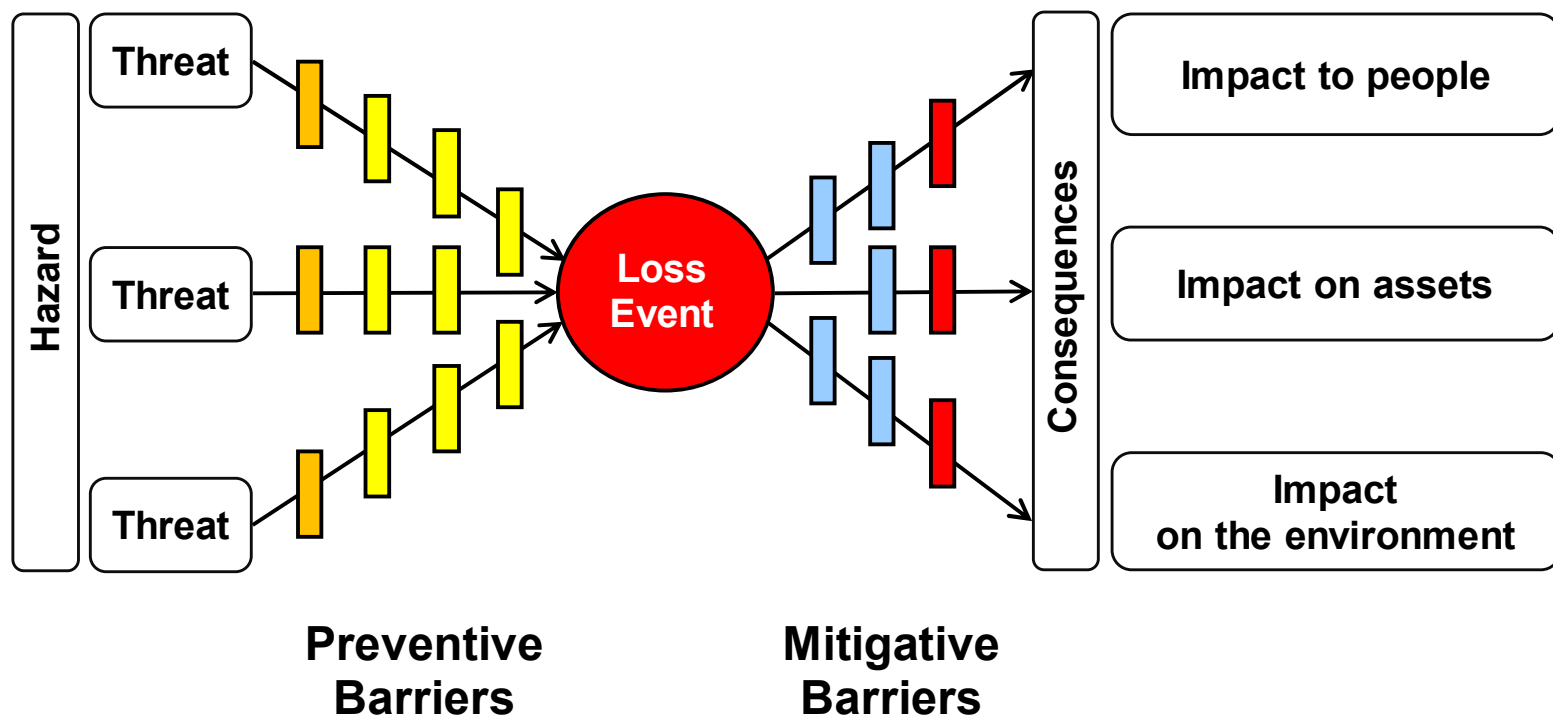 Hazard
Threat
Threat
Threat
Loss
Event
Consequences
Impact to people
Impact on assets
Impact
on the environment
Preventive
Barriers
Mitigative
Barriers